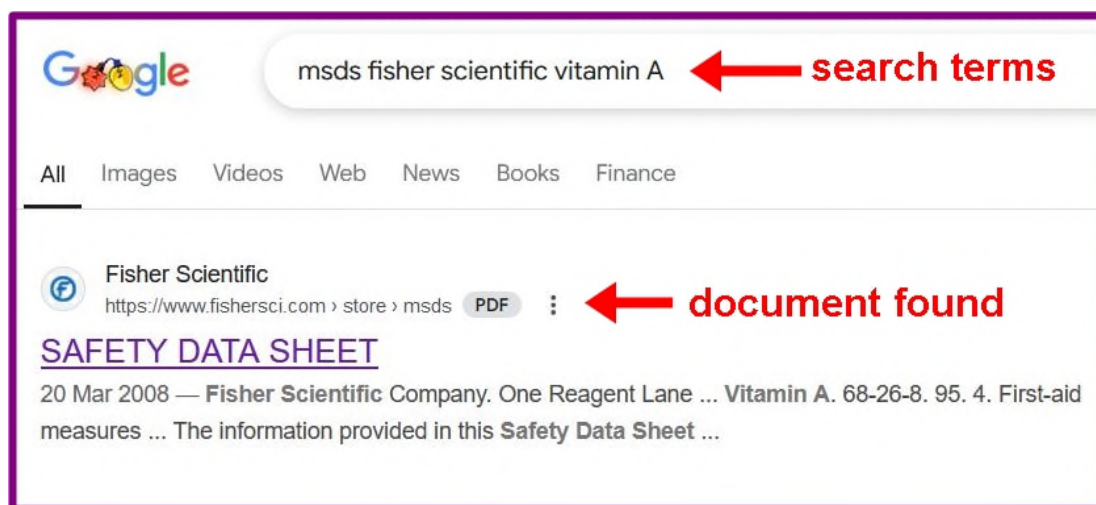 Google
msds fisher scientific vitamin A
search terms
All Images Videos Web News Books Finance
Fisher Scientific
https://www.fishersci.com › store › msds PDF
document found
SAFETY DATA SHEET
20 Mar 2008 — Fisher Scientific Company. One Reagent Lane ... Vitamin A. 68-26-8. 95. 4. First-aid
measures ... The information provided in this Safety Data Sheet ...